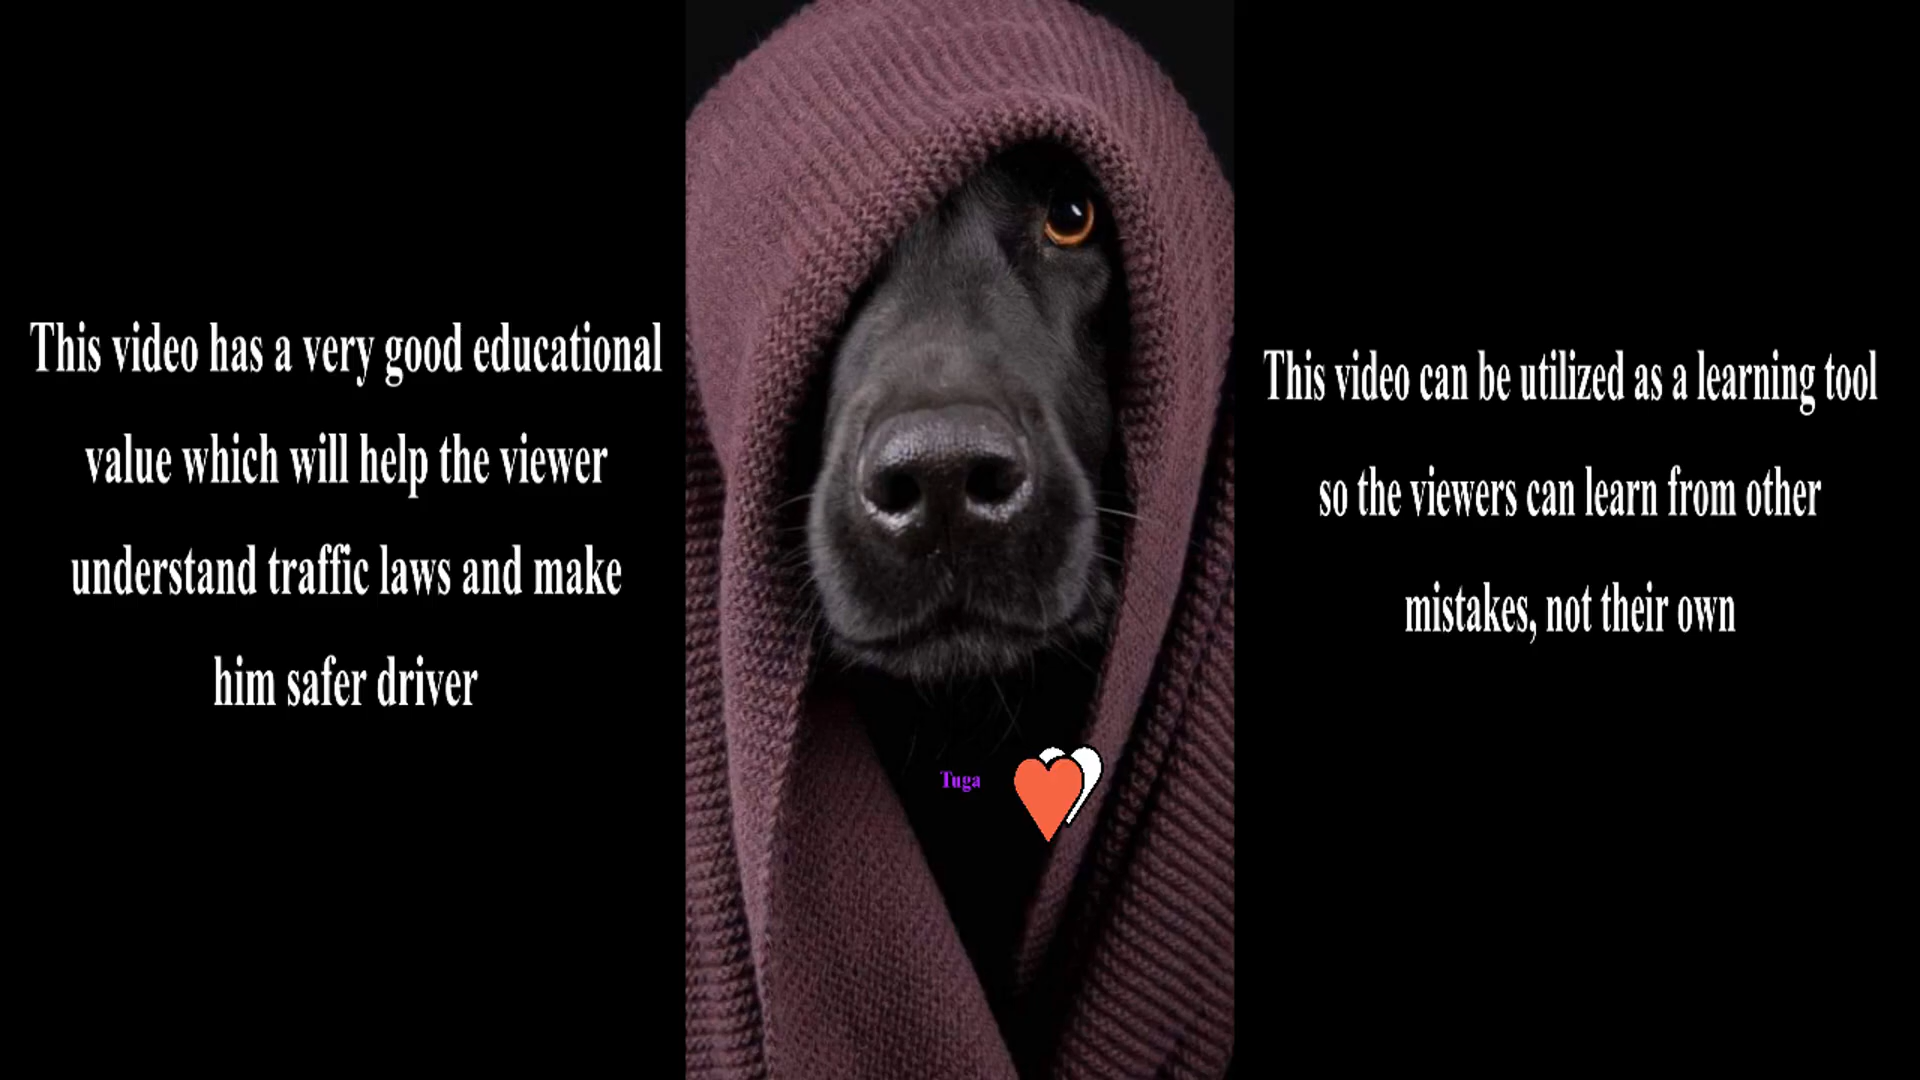 This video has a very good educational
value which will help the viewer
understand traffic laws and make
him safer driver
Tuga
This video can be utilized as a learning tool
so the viewers can learn from other
mistakes, not their own